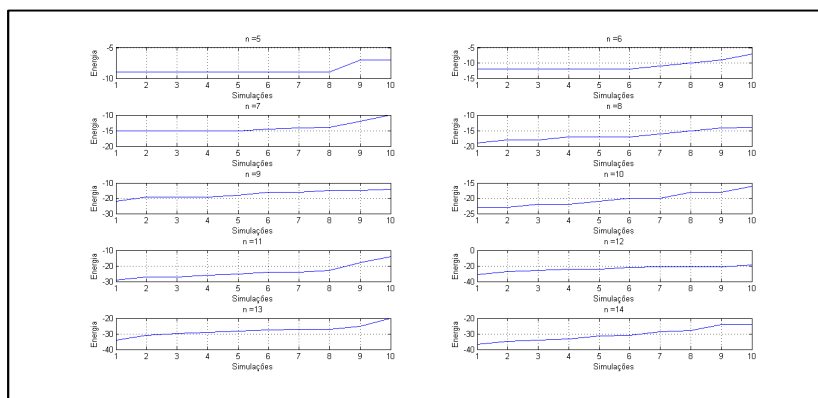 n =5
-5
-10
Energia
1 2 3 4 5 6 7 8 9 10
Simulações
n =6
-5
-10
-15
Energia
1 2 3 4 5 6 7 8 9 10
Simulações
n =7
-10
-15
-20
Energia
1 2 3 4 5 6 7 8 9 10
Simulações
n =8
-10
-15
-20
Energia
1 2 3 4 5 6 7 8 9 10
Simulações
n =9
-10
-20
-30
Energia
1 2 3 4 5 6 7 8 9 10
Simulações
n =10
-15
-20
-25
Energia
1 2 3 4 5 6 7 8 9 10
Simulações
n =11
-10
-20
-30
Energia
1 2 3 4 5 6 7 8 9 10
Simulações
n =12
0
-20
-40
Energia
1 2 3 4 5 6 7 8 9 10
Simulações
n =13
-20
-30
-40
Energia
1 2 3 4 5 6 7 8 9 10
Simulações
n =14
-20
-30
-40
Energia
1 2 3 4 5 6 7 8 9 10
Simulações